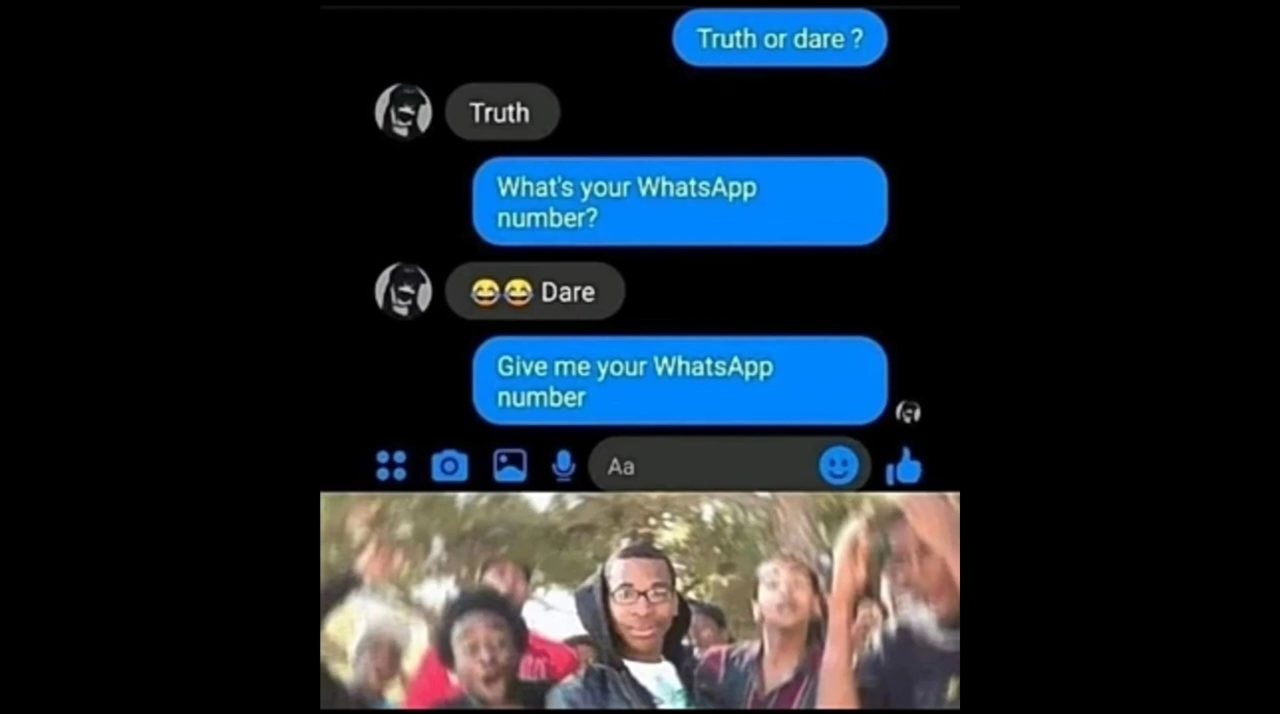 Truth or dare ?
Truth
What's your WhatsApp
number?
😂😂 Dare
Give me your WhatsApp
number
Aa